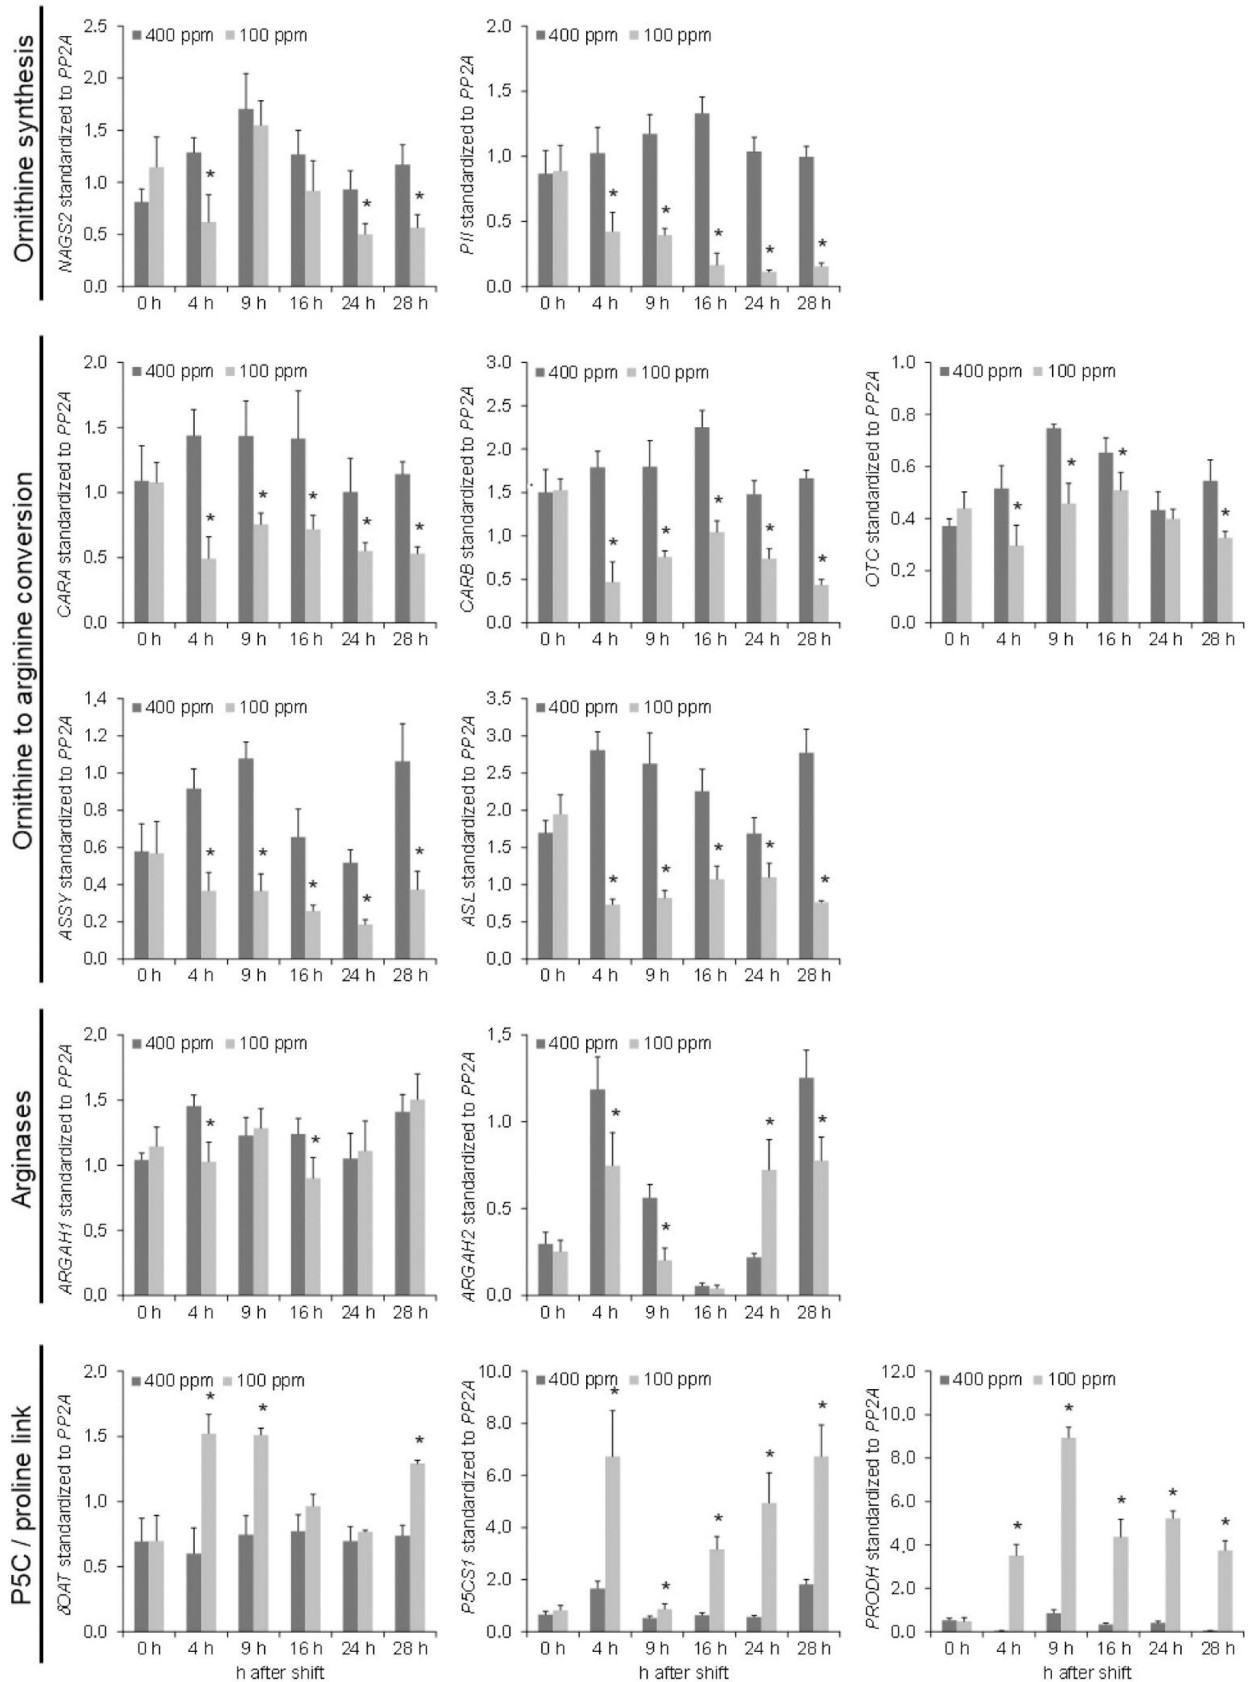 Ornithine synthesis
NAGS2 standardized to PP2A
2.5
2.0
1.5
1.0
0.5
0.0
400 ppm 100 ppm
*
*
*
0 h 4 h 9 h 16 h 24 h 28 h
PII standardized to PP2A
2.0
1.5
1.0
0.5
0.0
400 ppm 100 ppm
*
*
*
*
*
0 h 4 h 9 h 16 h 24 h 28 h
Ornithine to arginine conversion
CARA standardized to PP2A
2.0
1.5
1.0
0.5
0.0
400 ppm 100 ppm
*
*
*
*
*
0 h 4 h 9 h 16 h 24 h 28 h
CARB standardized to PP2A
3.0
2.5
2.0
1.5
1.0
0.5
0.0
400 ppm 100 ppm
*
*
*
*
*
0 h 4 h 9 h 16 h 24 h 28 h
OTC standardized to PP2A
1.0
0.8
0.6
0.4
0.2
0.0
400 ppm 100 ppm
*
*
*
*
0 h 4 h 9 h 16 h 24 h 28 h
ASSY standardized to PP2A
1.4
1.2
1.0
0.8
0.6
0.4
0.2
0.0
400 ppm 100 ppm
*
*
*
*
*
0 h 4 h 9 h 16 h 24 h 28 h
ASL standardized to PP2A
3.5
3.0
2.5
2.0
1.5
1.0
0.5
0.0
400 ppm 100 ppm
*
*
*
*
*
0 h 4 h 9 h 16 h 24 h 28 h
Arginases
ARGAH1 standardized to PP2A
2.0
1.5
1.0
0.5
0.0
400 ppm 100 ppm
*
*
0 h 4 h 9 h 16 h 24 h 28 h
ARGAH2 standardized to PP2A
1.5
1.0
0.5
0.0
400 ppm 100 ppm
*
*
*
*
0 h 4 h 9 h 16 h 24 h 28 h
P5C / proline link
δOAT standardized to PP2A
2.0
1.5
1.0
0.5
0.0
400 ppm 100 ppm
*
*
*
0 h 4 h 9 h 16 h 24 h 28 h
h after shift
P5CS1 standardized to PP2A
10.0
8.0
6.0
4.0
2.0
0.0
400 ppm 100 ppm
*
*
*
*
*
0 h 4 h 9 h 16 h 24 h 28 h
h after shift
PRODH standardized to PP2A
12.0
10.0
8.0
6.0
4.0
2.0
0.0
400 ppm 100 ppm
*
*
*
*
*
0 h 4 h 9 h 16 h 24 h 28 h
h after shift